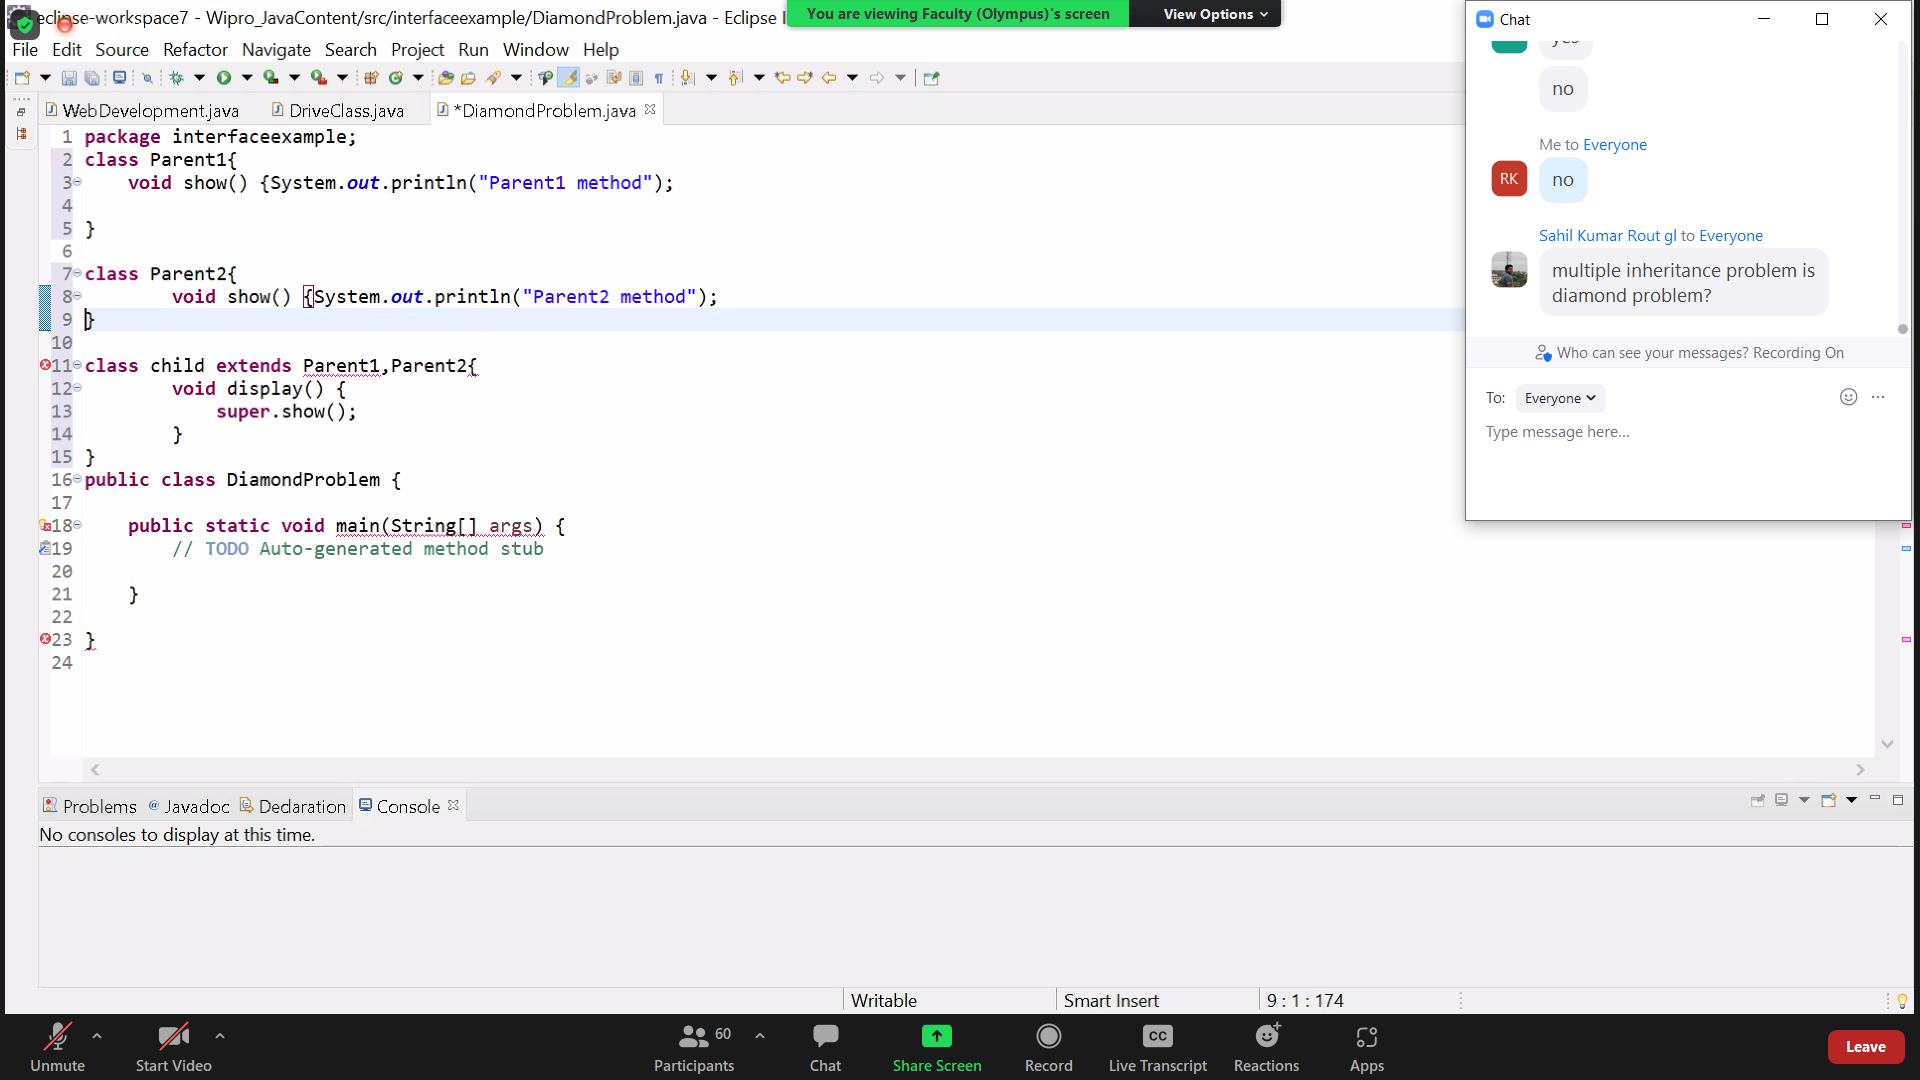 eclipse-workspace7 - Wipro_JavaContent/src/interfaceexample/DiamondProblem.java - Eclipse
You are viewing Faculty (Olympus)'s screen
View Options
File Edit Source Refactor Navigate Search Project Run Window Help
WebDevelopment.java DriveClass.java *DiamondProblem.java
1 package interfaceexample;
2 class Parent1{
3 void show() {System.out.println("Parent1 method");
4
5 }
6
7 class Parent2{
8 void show() {System.out.println("Parent2 method");
9 }
10
11 class child extends Parent1,Parent2{
12 void display() {
13 super.show();
14 }
15 }
16 public class DiamondProblem {
17
18 public static void main(String[] args) {
19 // TODO Auto-generated method stub
20
21 }
22
23 }
24
Problems Javadoc Declaration Console
No consoles to display at this time.
Writable Smart Insert 9 : 1 : 174
Chat
yes
no
Me to Everyone
RK
no
Sahil Kumar Rout gl to Everyone
multiple inheritance problem is
diamond problem?
Who can see your messages? Recording On
To: Everyone
Type message here...
Unmute
Start Video
60
Participants
Chat
Share Screen
Record
CC
Live Transcript
Reactions
Apps
Leave